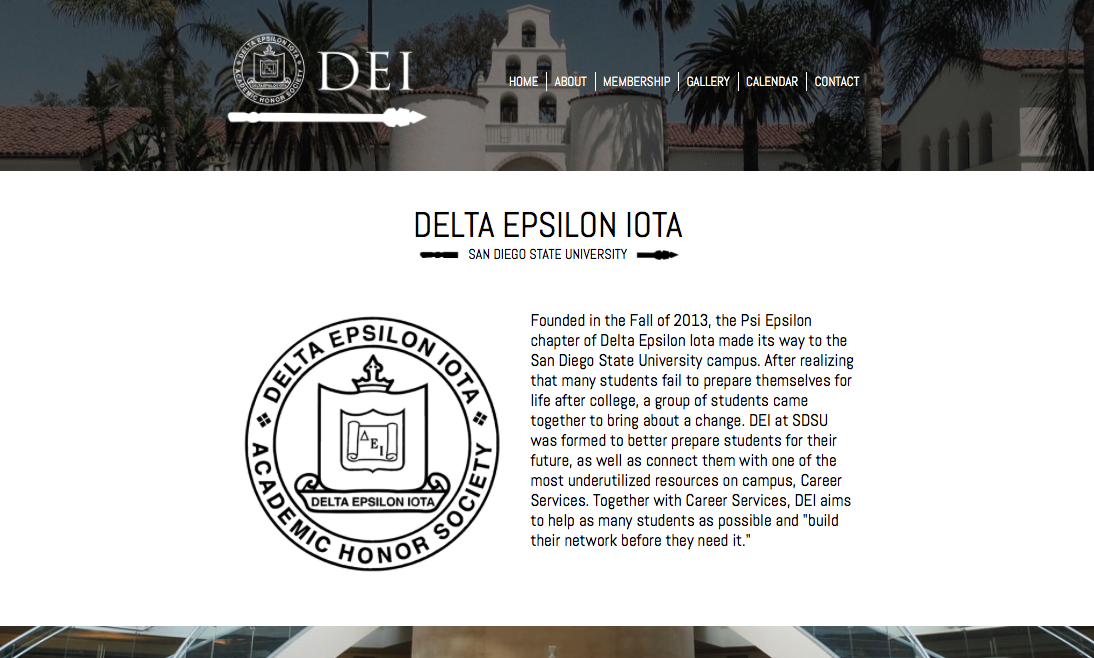 DELTA EPSILON IOTA
ACADEMIC HONOR SOCIETY
DEI
HOME
ABOUT
MEMBERSHIP
GALLERY
CALENDAR
CONTACT
DELTA EPSILON IOTA
SAN DIEGO STATE UNIVERSITY
DELTA EPSILON IOTA
ΔEI
DELTA EPSILON IOTA
ACADEMIC HONOR SOCIETY
Founded in the Fall of 2013, the Psi Epsilon
chapter of Delta Epsilon Iota made its way to the
San Diego State University campus. After realizing
that many students fail to prepare themselves for
life after college, a group of students came
together to bring about a change. DEI at SDSU
was formed to better prepare students for their
future, as well as connect them with one of the
most underutilized resources on campus, Career
Services. Together with Career Services, DEI aims
to help as many students as possible and "build
their network before they need it."